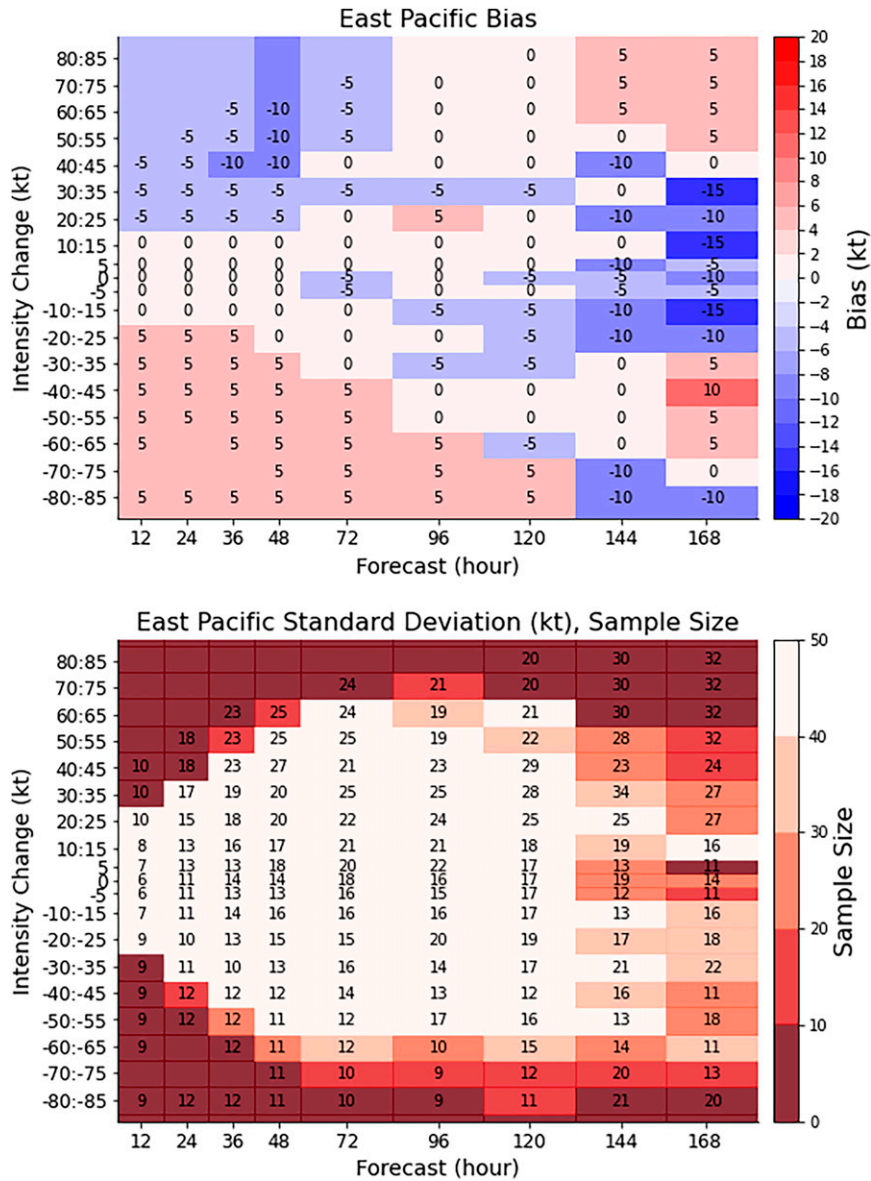 East Pacific Bias
Intensity Change (kt)
80:85 0 5 5
70:75 -5 0 0 5 5
60:65 -5 -10 -5 0 0 5 5
50:55 -5 -5 -10 -5 0 0 0 5
40:45 -5 -5 -10 -10 0 0 0 -10 0
30:35 -5 -5 -5 -5 -5 -5 -5 0 -15
20:25 -5 -5 -5 -5 0 5 0 -10 -10
10:15 0 0 0 0 0 0 0 0 -15
5 0 0 0 0 0 0 0 -10 -5
0 0 0 0 0 -5 0 -5 -5 -10
-5 0 0 0 0 -5 0 0 -5 -5
-10:-15 0 0 0 0 0 -5 -5 -10 -15
-20:-25 5 5 5 0 0 0 -5 -10 -10
-30:-35 5 5 5 5 0 -5 -5 0 5
-40:-45 5 5 5 5 5 0 0 0 10
-50:-55 5 5 5 5 5 0 0 0 5
-60:-65 5 5 5 5 5 -5 0 5
-70:-75 5 5 5 5 -10 0
-80:-85 5 5 5 5 5 5 5 -10 -10
12 24 36 48 72 96 120 144 168
Forecast (hour)
20
18
16
14
12
10
8
6
4
2
0
−2
−4
−6
−8
−10
−12
−14
−16
−18
−20
Bias (kt)
East Pacific Standard Deviation (kt), Sample Size
Intensity Change (kt)
80:85 20 30 32
70:75 24 21 20 30 32
60:65 23 25 24 19 21 30 32
50:55 18 23 25 25 19 22 28 32
40:45 10 18 23 27 21 23 29 23 24
30:35 10 17 19 20 25 25 28 34 27
20:25 10 15 18 20 22 24 25 25 27
10:15 8 13 16 17 21 21 18 19 16
5 7 13 13 18 20 22 17 13 11
0 6 11 14 14 18 16 17 19 14
-5 6 11 13 13 16 15 17 12 11
-10:-15 7 11 14 16 16 16 17 13 16
-20:-25 9 10 13 15 15 20 19 17 18
-30:-35 9 11 10 13 16 14 17 21 22
-40:-45 9 12 12 12 14 13 12 16 11
-50:-55 9 12 12 11 12 17 16 13 18
-60:-65 9 12 11 12 10 15 14 11
-70:-75 11 10 9 12 20 13
-80:-85 9 12 12 11 10 9 11 21 20
12 24 36 48 72 96 120 144 168
Forecast (hour)
50
40
30
20
10
0
Sample Size